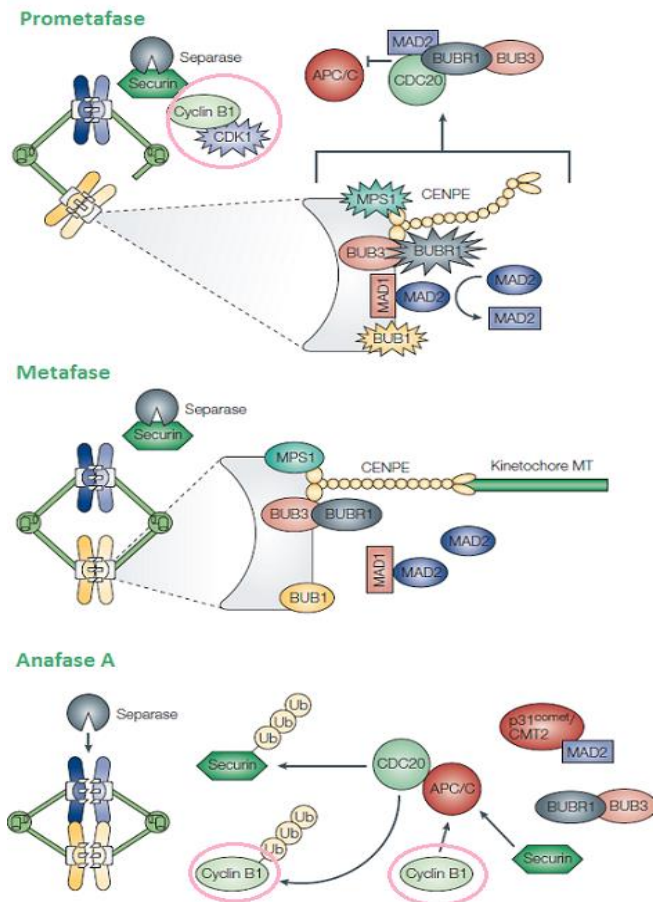 Prometafase
Separase
Securin
Cyclin B1
CDK1
MAD2
APC/C
BUBR1
BUB3
CDC20
MPS1
CENPE
BUB3
BUBR1
MAD1
MAD2
MAD2
MAD2
BUB1
Metafase
Separase
Securin
MPS1
CENPE
Kinetochore MT
BUB3
BUBR1
MAD2
MAD1
MAD2
BUB1
Anafase A
Separase
Ub
Ub
Ub
Securin
CDC20
APC/C
p31comet/
CMT2
MAD2
BUBR1
BUB3
Ub
Ub
Ub
Cyclin B1
Cyclin B1
Securin